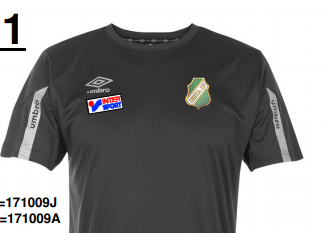 1
umbro
INTER
SPORT
umbro
umbro
=171009J
=171009A